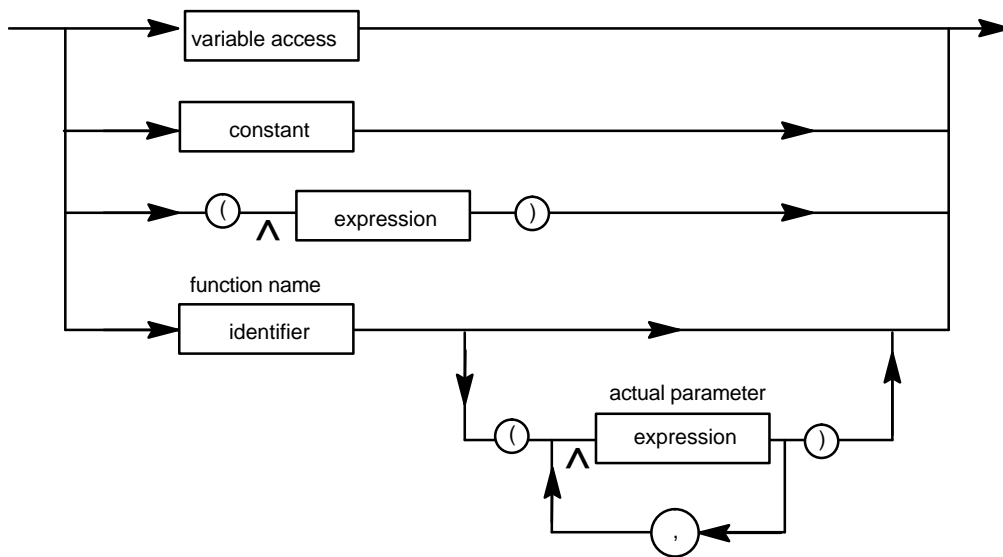 variable access
constant
( ^ expression )
function name
identifier
actual parameter
( ^ expression )
,